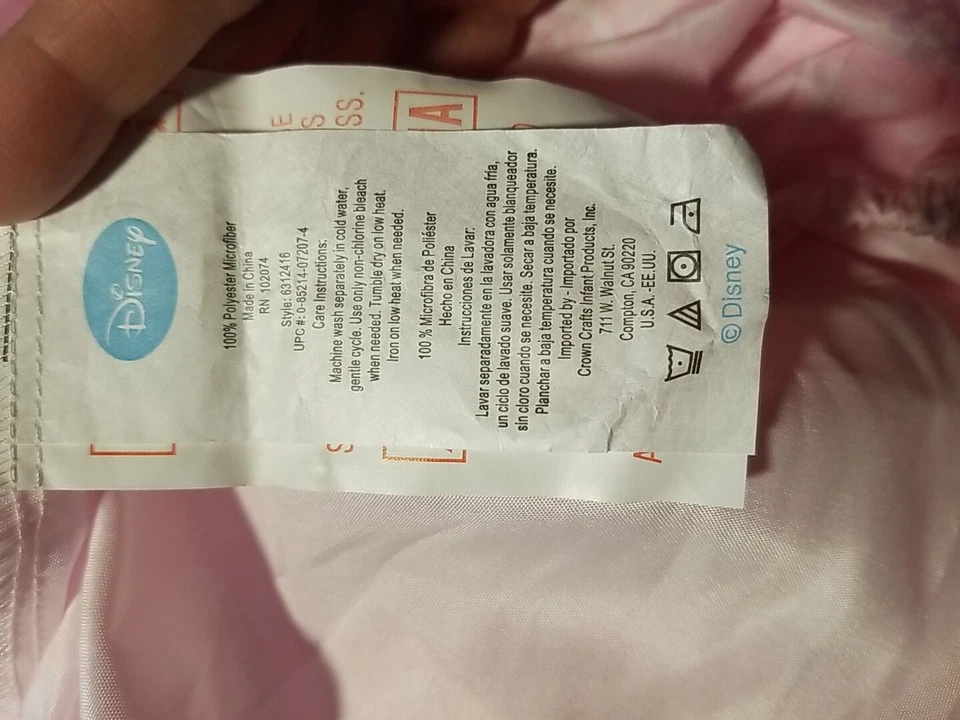 Disney
100% Polyester Microfiber
Made in China
RN 102074
Style: 6312416
UPC #: 0-85214-07207-4
Care Instructions:
Machine wash separately in cold water,
gentle cycle. Use only non-chlorine bleach
when needed. Tumble dry on low heat.
Iron on low heat when needed.
100 % Microfibra de Poliéster
Hecho en China
Instrucciones de Lavar:
Lavar separadamente en la lavadora con agua fría,
un ciclo de lavado suave. Usar solamente blanqueador
sin cloro cuando se necesite. Secar a baja temperatura.
Planchar a baja temperatura cuando se necesite.
Imported by - Importado por
Crown Crafts Infant Products, Inc.
711 W. Walnut St.
Compton, CA 90220
U.S.A. -EE.UU.
© Disney
E
S
SS.
A